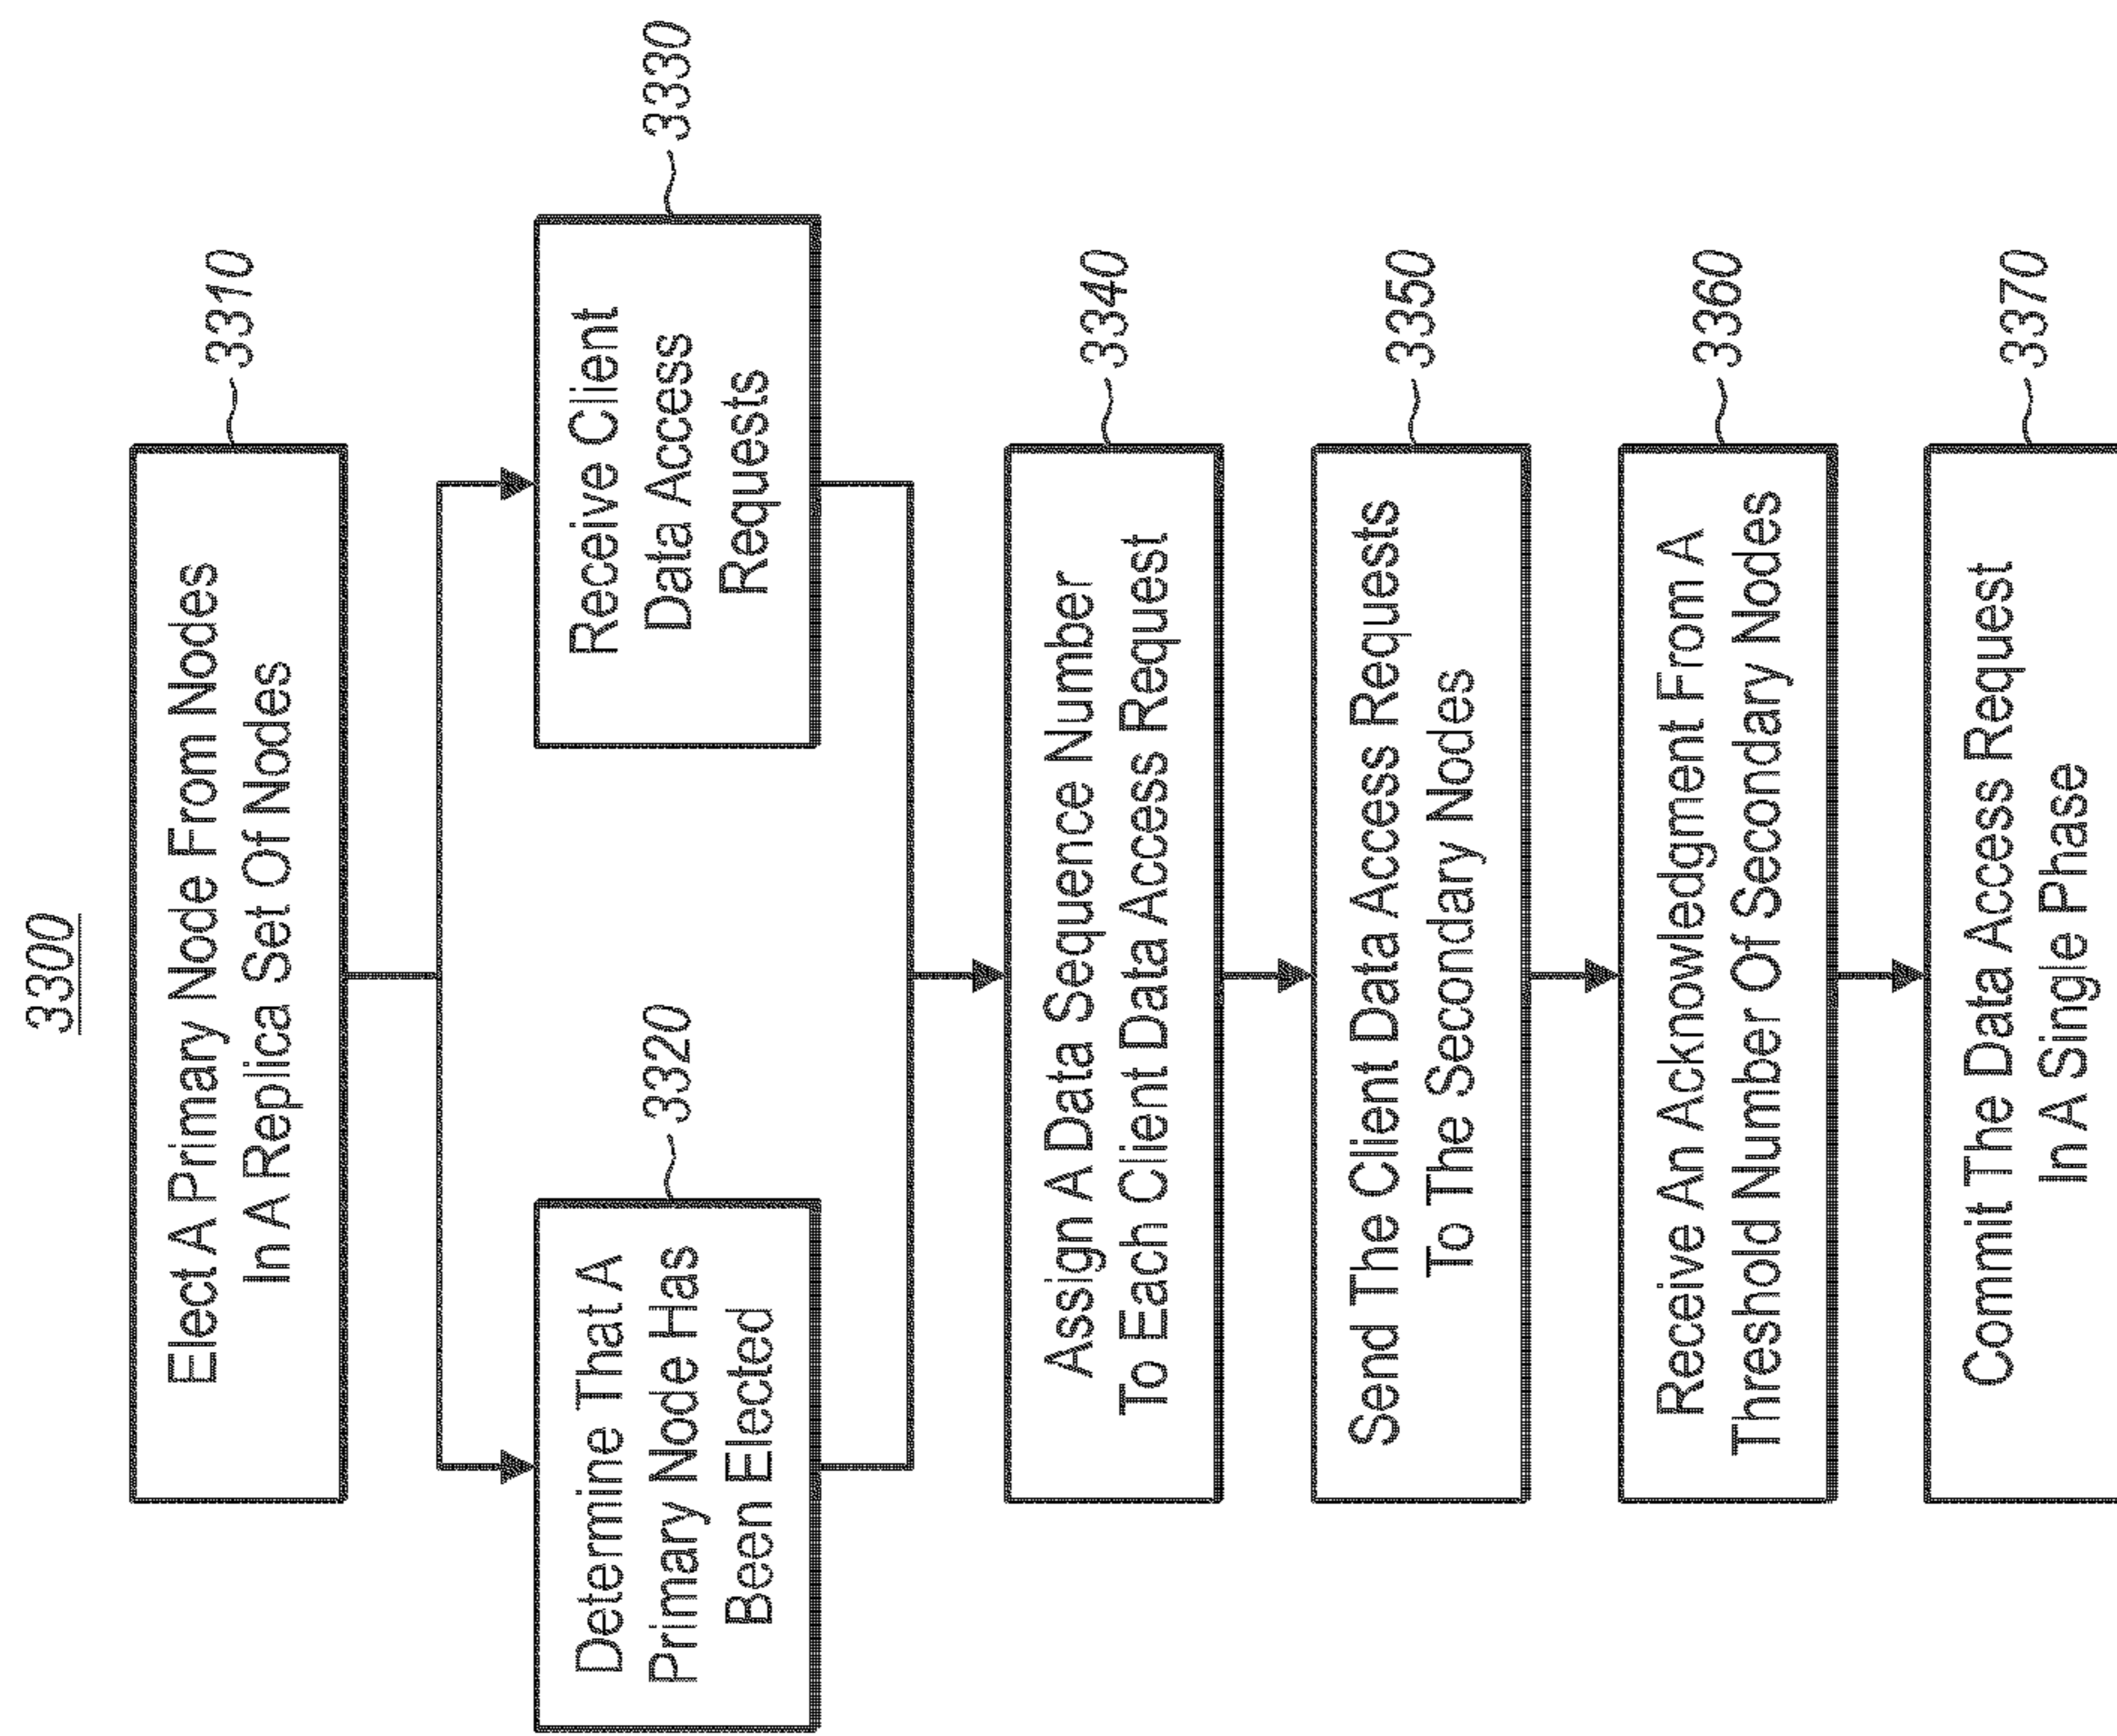 3300
Elect A Primary Node From Nodes
In A Replica Set Of Nodes
3310
Determine That A
Primary Node Has
Been Elected
3320
Receive Client
Data Access
Requests
3330
Assign A Data Sequence Number
To Each Client Data Access Request
3340
Send The Client Data Access Requests
To The Secondary Nodes
3350
Receive An Acknowledgment From A
Threshold Number Of Secondary Nodes
3360
Commit The Data Access Request
In A Single Phase
3370